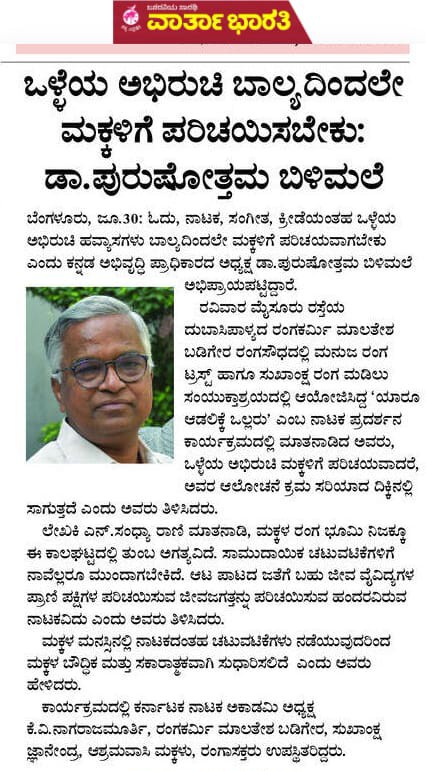 ಜನದನಿಯ ಸಾರಥಿ
ವಾರ್ತಾಭಾರತಿ
ಒಳ್ಳೆಯ ಅಭಿರುಚಿ ಬಾಲ್ಯದಿಂದಲೇ
ಮಕ್ಕಳಿಗೆ ಪರಿಚಯಿಸಬೇಕು:
ಡಾ.ಪುರುಷೋತ್ತಮ ಬಿಳಿಮಲೆ
ಬೆಂಗಳೂರು, ಜೂ.30: ಓದು, ನಾಟಕ, ಸಂಗೀತ, ಕ್ರೀಡೆಯಂತಹ ಒಳ್ಳೆಯ
ಅಭಿರುಚಿ ಹವ್ಯಾಸಗಳು ಬಾಲ್ಯದಿಂದಲೇ ಮಕ್ಕಳಿಗೆ ಪರಿಚಯವಾಗಬೇಕು
ಎಂದು ಕನ್ನಡ ಅಭಿವೃದ್ಧಿ ಪ್ರಾಧಿಕಾರದ ಅಧ್ಯಕ್ಷ ಡಾ.ಪುರುಷೋತ್ತಮ ಬಿಳಿಮಲೆ
ಅಭಿಪ್ರಾಯಪಟ್ಟಿದ್ದಾರೆ.
ರವಿವಾರ ಮೈಸೂರು ರಸ್ತೆಯ
ದುಬಾಸಿಪಾಳ್ಯದ ರಂಗಕರ್ಮಿ ಮಾಲತೇಶ
ಬಡಿಗೇರ ರಂಗಸೌಧದಲ್ಲಿ ಮನುಜ ರಂಗ
ಟ್ರಸ್ಟ್ ಹಾಗೂ ಸುಖಾಂಕ್ಷ ರಂಗ ಮಡಿಲು
ಸಂಯುಕ್ತಾಶ್ರಯದಲ್ಲಿ ಆಯೋಜಿಸಿದ್ದ ‘ಯಾರೂ
ಆಡಲಿಕ್ಕೆ ಒಲ್ಲರು’ ಎಂಬ ನಾಟಕ ಪ್ರದರ್ಶನ
ಕಾರ್ಯಕ್ರಮದಲ್ಲಿ ಮಾತನಾಡಿದ ಅವರು,
ಒಳ್ಳೆಯ ಅಭಿರುಚಿ ಮಕ್ಕಳಿಗೆ ಪರಿಚಯವಾದರೆ,
ಅವರ ಆಲೋಚನೆ ಕ್ರಮ ಸರಿಯಾದ ದಿಕ್ಕಿನಲ್ಲಿ
ಸಾಗುತ್ತದೆ ಎಂದು ಅವರು ತಿಳಿಸಿದರು.
ಲೇಖಕಿ ಎನ್.ಸಂಧ್ಯಾ ರಾಣಿ ಮಾತನಾಡಿ, ಮಕ್ಕಳ ರಂಗ ಭೂಮಿ ನಿಜಕ್ಕೂ
ಈ ಕಾಲಘಟ್ಟದಲ್ಲಿ ತುಂಬ ಅಗತ್ಯವಿದೆ. ಸಾಮುದಾಯಿಕ ಚಟುವಟಿಕೆಗಳಿಗೆ
ನಾವೆಲ್ಲರೂ ಮುಂದಾಗಬೇಕಿದೆ. ಆಟ ಪಾಟದ ಜತೆಗೆ ಬಹು ಜೀವ ವೈವಿಧ್ಯಗಳ
ಪ್ರಾಣಿ ಪಕ್ಷಿಗಳ ಪರಿಚಯಿಸುವ ಜೀವಜಗತ್ತನ್ನು ಪರಿಚಯಿಸುವ ಹಂದರವಿರುವ
ನಾಟಕವಿದು ಎಂದು ಅವರು ತಿಳಿಸಿದರು.
ಮಕ್ಕಳ ಮನಸ್ಸಿನಲ್ಲಿ ನಾಟಕದಂತಹ ಚಟುವಟಿಕೆಗಳು ನಡೆಯುವುದರಿಂದ
ಮಕ್ಕಳ ಬೌದ್ಧಿಕ ಮತ್ತು ಸಕಾರಾತ್ಮಕವಾಗಿ ಸುಧಾರಿಸಲಿದೆ ಎಂದು ಅವರು
ಹೇಳಿದರು.
ಕಾರ್ಯಕ್ರಮದಲ್ಲಿ ಕರ್ನಾಟಕ ನಾಟಕ ಅಕಾಡಮಿ ಅಧ್ಯಕ್ಷ
ಕೆ.ವಿ.ನಾಗರಾಜಮೂರ್ತಿ, ರಂಗಕರ್ಮಿ ಮಾಲತೇಶ ಬಡಿಗೇರ, ಸುಖಾಂಕ್ಷ
ಜ್ಞಾನೇಂದ್ರ, ಆಶ್ರಮವಾಸಿ ಮಕ್ಕಳು, ರಂಗಾಸಕ್ತರು ಉಪಸ್ಥಿತರಿದ್ದರು.